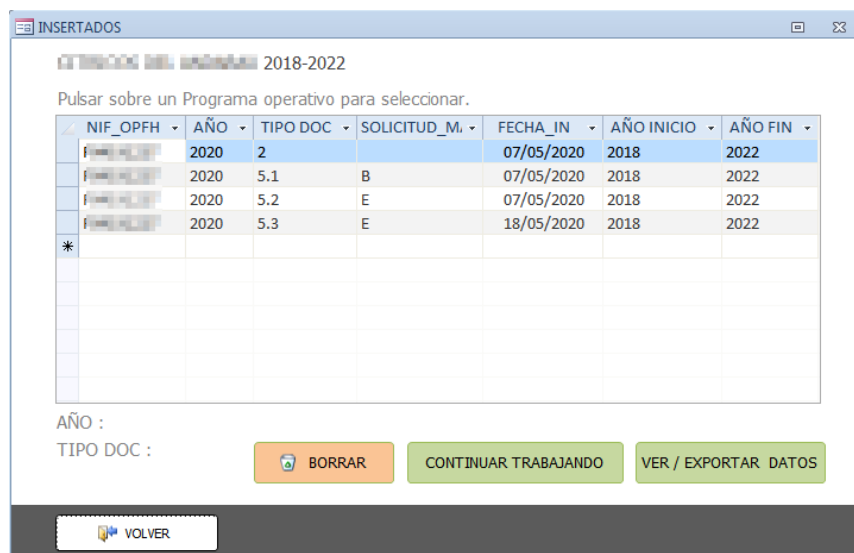 INSERTADOS
2018-2022
Pulsar sobre un Programa operativo para seleccionar.
NIF_OPFH AÑO TIPO DOC SOLICITUD_M. FECHA_IN AÑO INICIO AÑO FIN
2020 2 07/05/2020 2018 2022
2020 5.1 B 07/05/2020 2018 2022
2020 5.2 E 07/05/2020 2018 2022
2020 5.3 E 18/05/2020 2018 2022
AÑO :
TIPO DOC :
BORRAR CONTINUAR TRABAJANDO VER / EXPORTAR DATOS
VOLVER